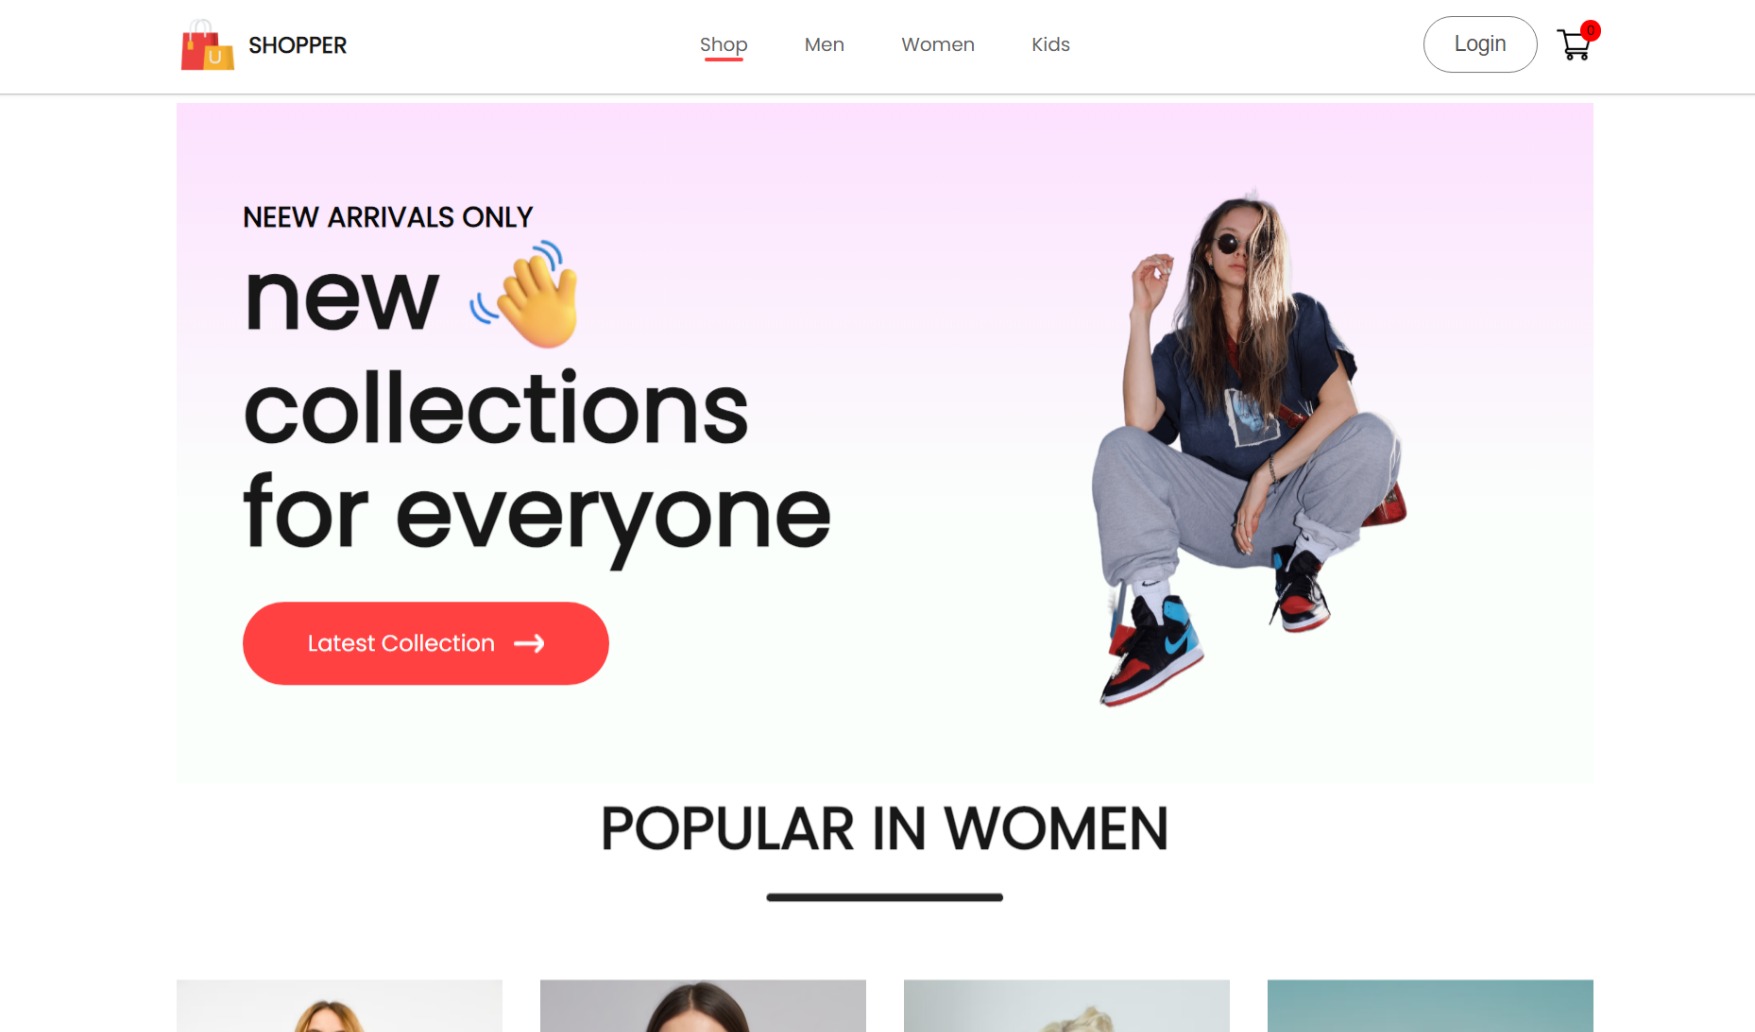 SHOPPER
Shop
Men
Women
Kids
Login
0
NEEW ARRIVALS ONLY
new
collections
for everyone
Latest Collection
POPULAR IN WOMEN